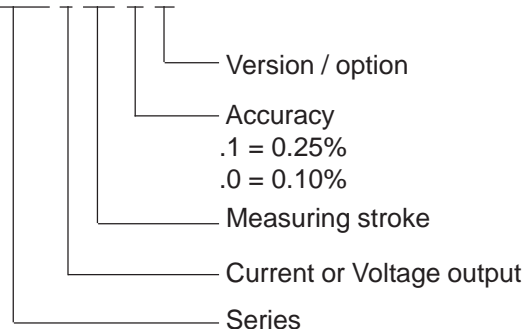 Version / option
Accuracy
.1 = 0.25%
.0 = 0.10%
Measuring stroke
Current or Voltage output
Series